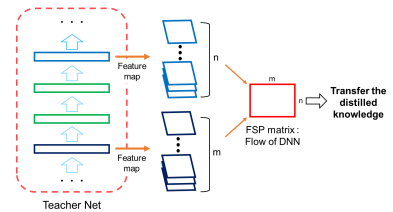 . . .
Feature
map
n
m
n
Transfer the
distilled
knowledge
FSP matrix :
Flow of DNN
Feature
map
m
. . .
Teacher Net